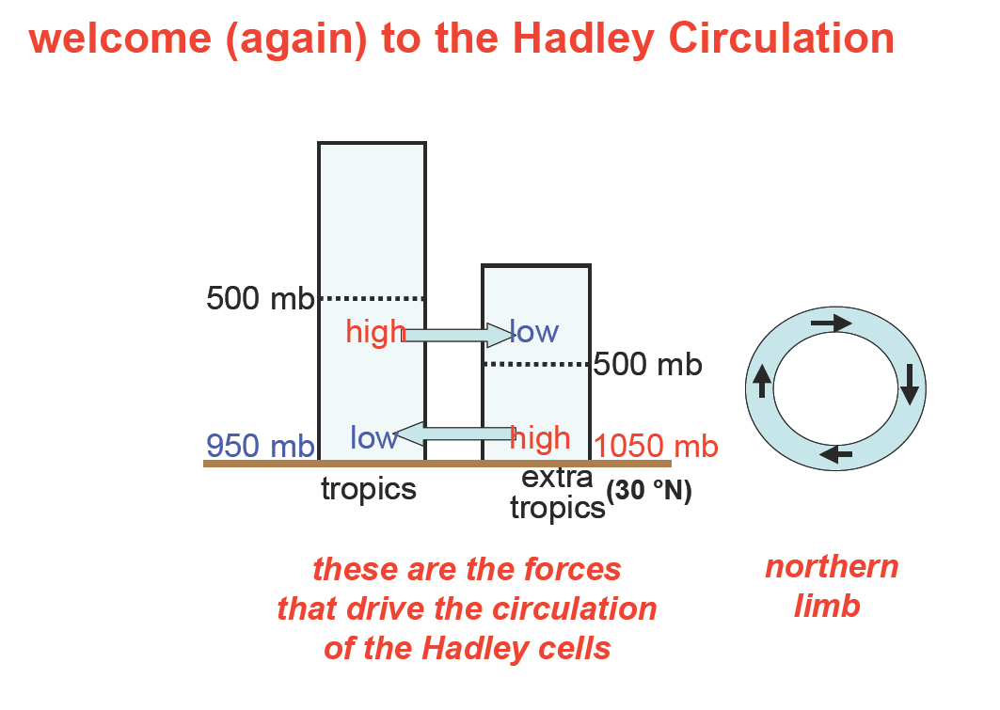 welcome (again) to the Hadley Circulation
500 mb
high
low
500 mb
950 mb
low
high
1050 mb
tropics
extra
tropics
(30 °N)
these are the forces
that drive the circulation
of the Hadley cells
northern
limb